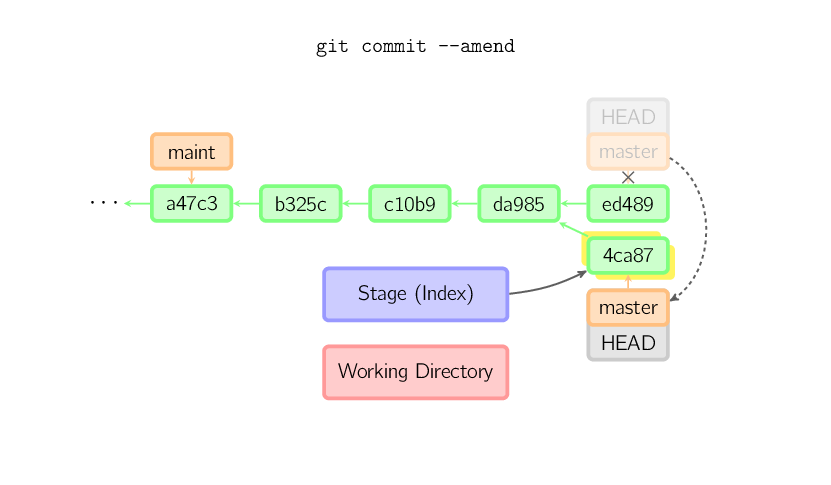 git commit --amend
HEAD
maint
master
··· a47c3 b325c c10b9 da985 ed489
4ca87
Stage (Index)
master
HEAD
Working Directory